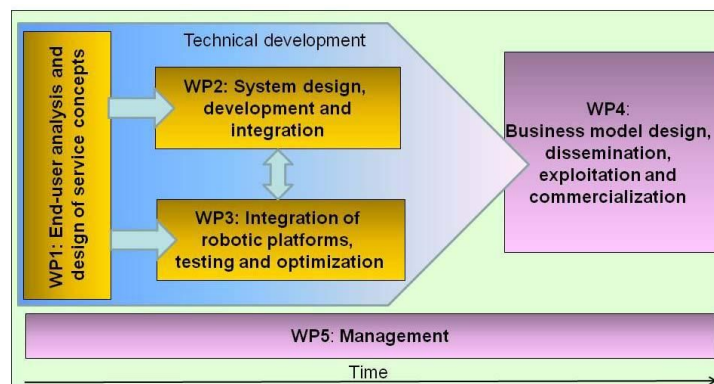 Technical development
WP1: End-user analysis and
design of service concepts
WP2: System design,
development and
integration
WP3: Integration of
robotic platforms,
testing and optimization
WP4:
Business model design,
dissemination,
exploitation and
commercialization
WP5: Management
Time